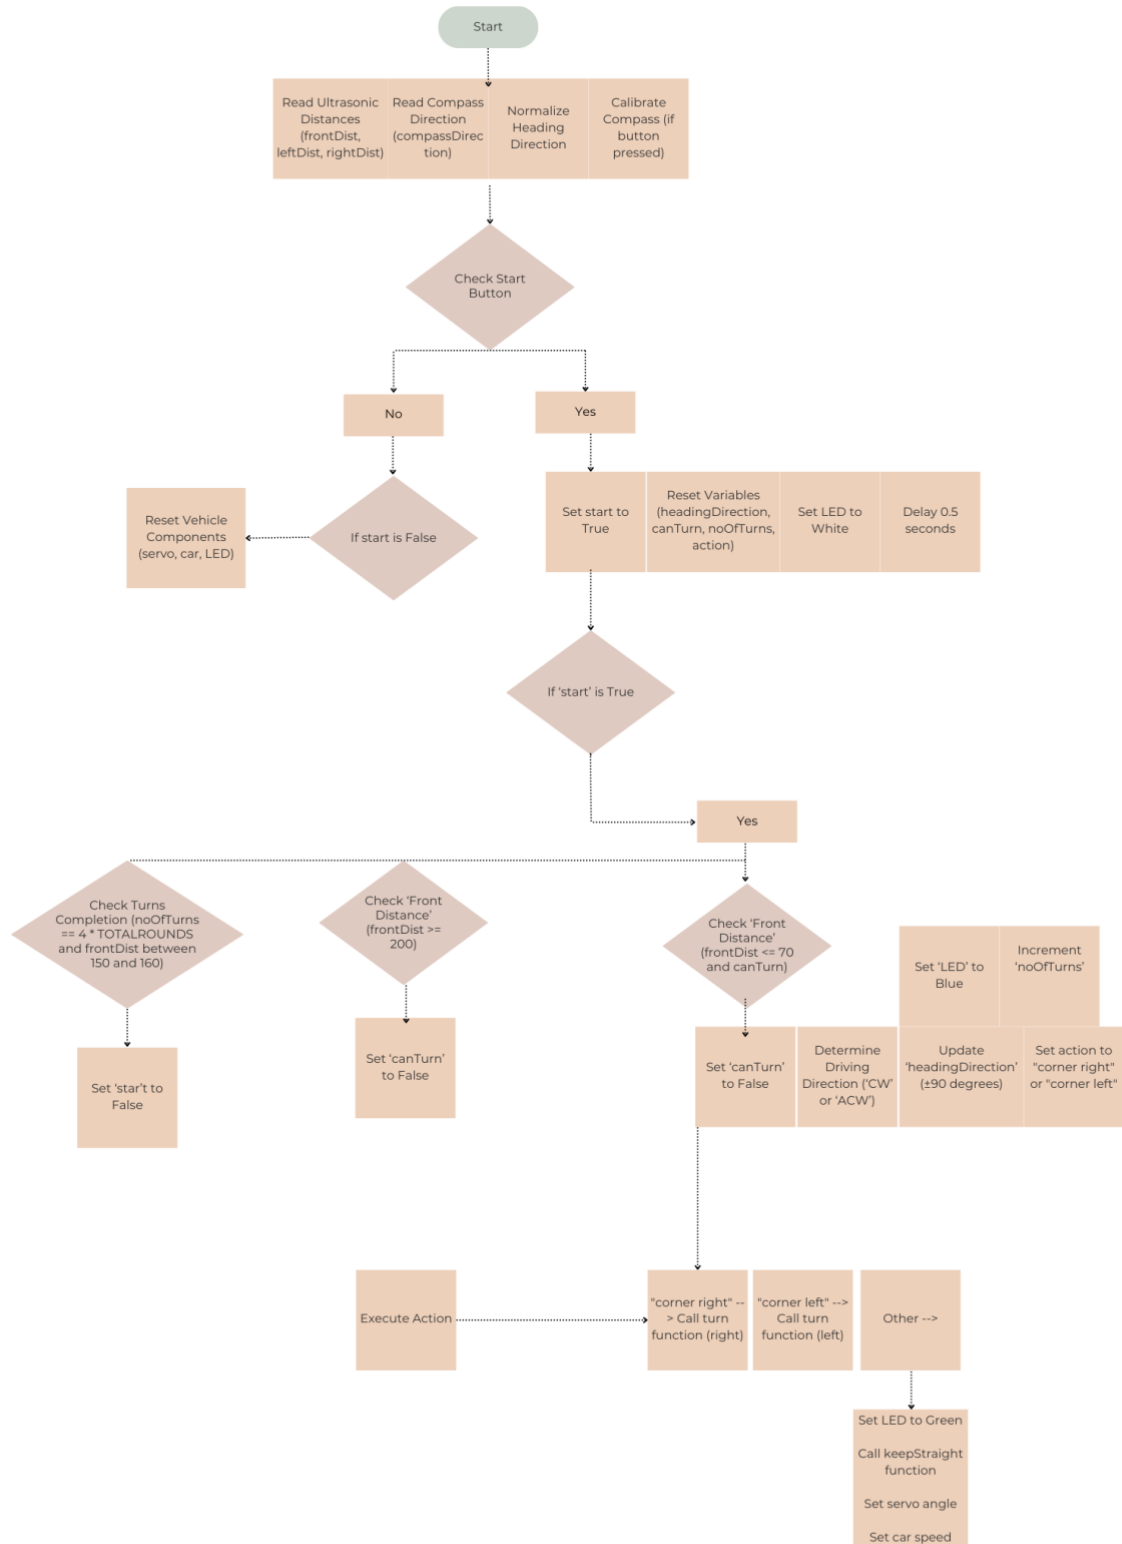 Start
Read Ultrasonic
Distances
(frontDist,
leftDist, rightDist)
Read Compass
Direction
(compassDirec
tion)
Normalize
Heading
Direction
Calibrate
Compass (if
button
pressed)
Check Start
Button
No
Yes
Reset Vehicle
Components
(servo, car, LED)
If start is False
Set start to
True
Reset Variables
(headingDirection,
canTurn, noOfTurns,
action)
Set LED to
White
Delay 0.5
seconds
If ‘start’ is True
Yes
Check Turns
Completion (noOfTurns
== 4 * TOTALROUNDS
and frontDist between
150 and 160)
Check ‘Front
Distance’
(frontDist >=
200)
Check ‘Front
Distance’
(frontDist <= 70
and canTurn)
Set ‘LED’ to
Blue
Increment
‘noOfTurns’
Set ‘star’t to
False
Set ‘canTurn’
to False
Set ‘canTurn’
to False
Determine
Driving
Direction (‘CW’
or ‘ACW’)
Update
‘headingDirection’
(±90 degrees)
Set action to
"corner right"
or "corner left"
Execute Action
"corner right" --
> Call turn
function (right)
"corner left" -->
Call turn
function (left)
Other -->
Set LED to Green
Call keepStraight
function
Set servo angle
Set car speed